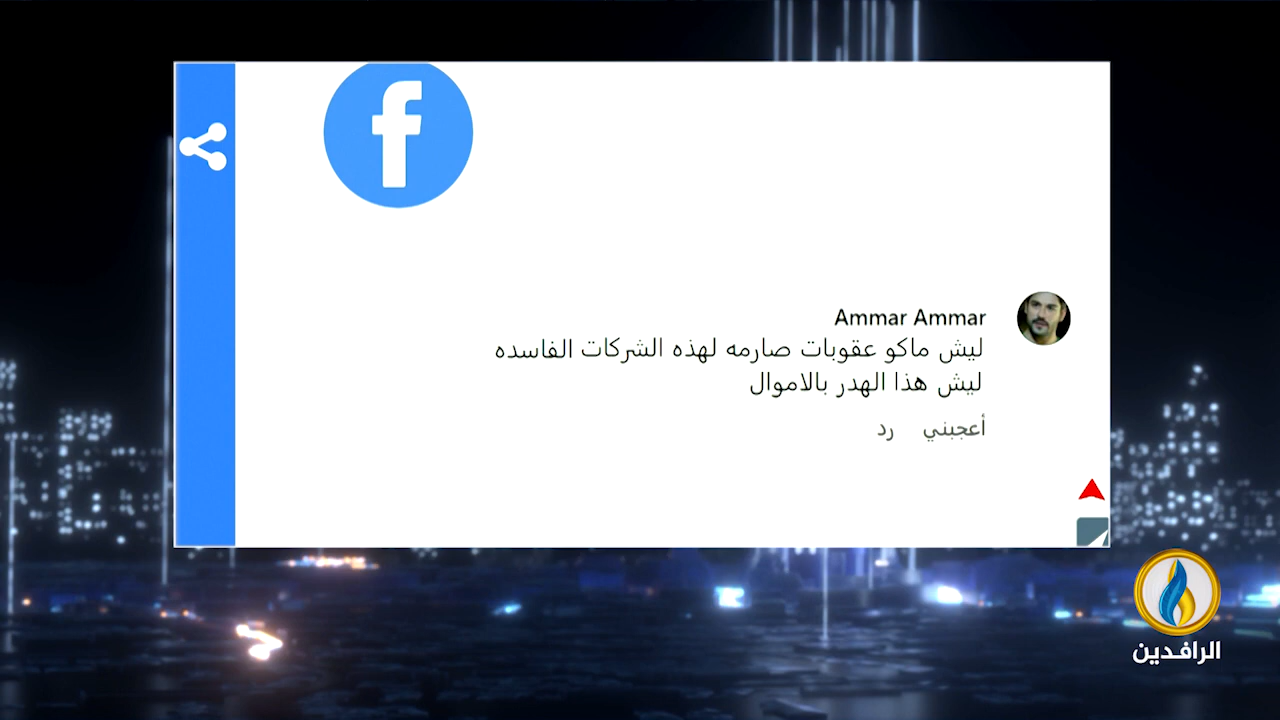 f
Ammar Ammar
ليش ماكو عقوبات صارمه لهذه الشركات الفاسده
ليش هذا الهدر بالاموال
أعجبني رد
الرافدين